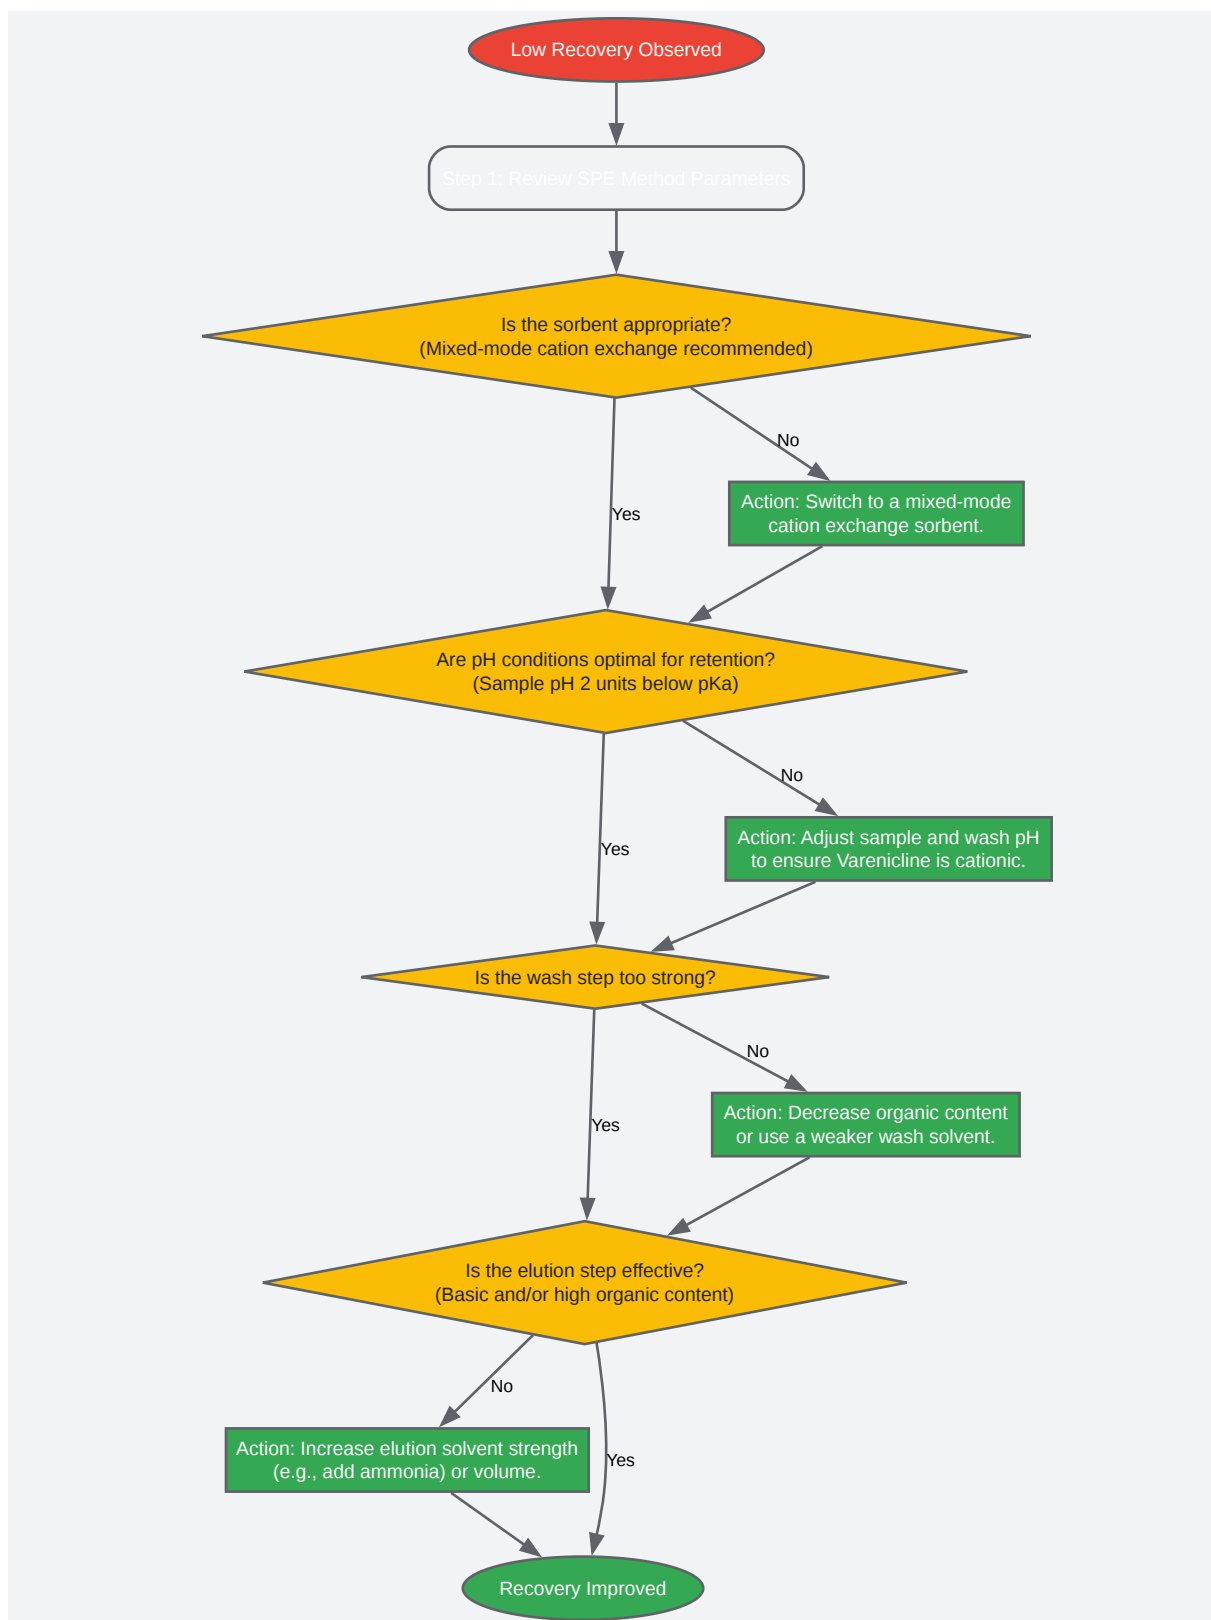 Low Recovery Observed
Step 1: Review SPE Method Parameters
Is the sorbent appropriate?
(Mixed-mode cation exchange recommended)
No
Action: Switch to a mixed-mode
cation exchange sorbent.
Yes
Are pH conditions optimal for retention?
(Sample pH 2 units below pKa)
No
Action: Adjust sample and wash pH
to ensure Varenicline is cationic.
Yes
Is the wash step too strong?
No
Action: Decrease organic content
or use a weaker wash solvent.
Yes
Is the elution step effective?
(Basic and/or high organic content)
No
Action: Increase elution solvent strength
(e.g., add ammonia) or volume.
Yes
Recovery Improved